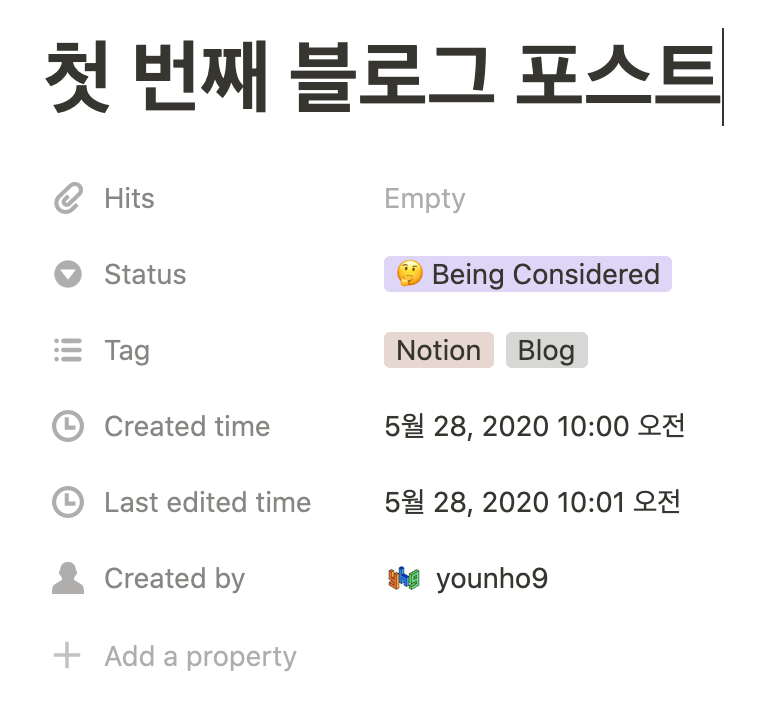 첫 번째 블로그 포스트
Hits Empty
Status 🤔 Being Considered
Tag Notion Blog
Created time 5월 28, 2020 10:00 오전
Last edited time 5월 28, 2020 10:01 오전
Created by yh9 younho9
Add a property